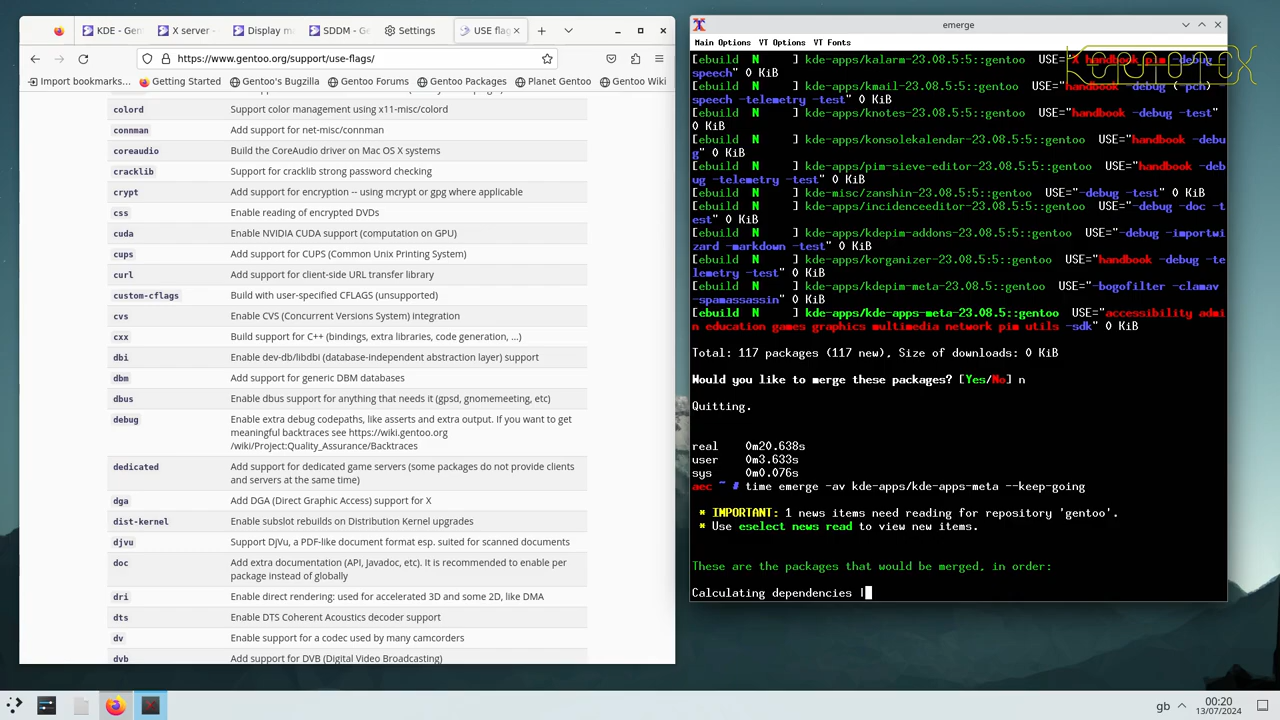 KDE - Gen
X server -
Display m
SDDM - Ge
Settings
USE flag
https://www.gentoo.org/support/use-flags/
Import bookmarks...
Getting Started
Gentoo's Bugzilla
Gentoo Forums
Gentoo Packages
Planet Gentoo
Gentoo Wiki
colord Support color management using x11-misc/colord
connman Add support for net-misc/connman
coreaudio Build the CoreAudio driver on Mac OS X systems
cracklib Support for cracklib strong password checking
crypt Add support for encryption -- using mcrypt or gpg where applicable
css Enable reading of encrypted DVDs
cuda Enable NVIDIA CUDA support (computation on GPU)
cups Add support for CUPS (Common Unix Printing System)
curl Add support for client-side URL transfer library
custom-cflags Build with user-specified CFLAGS (unsupported)
cvs Enable CVS (Concurrent Versions System) integration
cxx Build support for C++ (bindings, extra libraries, code generation, ...)
dbi Enable dev-db/libdbi (database-independent abstraction layer) support
dbm Add support for generic DBM databases
dbus Enable dbus support for anything that needs it (gpsd, gnomemeeting, etc)
debug Enable extra debug codepaths, like asserts and extra output. If you want to get
meaningful backtraces see https://wiki.gentoo.org
/wiki/Project:Quality_Assurance/Backtraces
dedicated Add support for dedicated game servers (some packages do not provide clients
and servers at the same time)
dga Add DGA (Direct Graphic Access) support for X
dist-kernel Enable subslot rebuilds on Distribution Kernel upgrades
djvu Support DjVu, a PDF-like document format esp. suited for scanned documents
doc Add extra documentation (API, Javadoc, etc). It is recommended to enable per
package instead of globally
dri Enable direct rendering: used for accelerated 3D and some 2D, like DMA
dts Enable DTS Coherent Acoustics decoder support
dv Enable support for a codec used by many camcorders
dvb Add support for DVB (Digital Video Broadcasting)
emerge
Main Options VT Options VT Fonts
[ebuild N ] kde-apps/kalarm-23.08.5:5::gentoo USE="X handbook pim -debug -
speech" 0 KiB
[ebuild N ] kde-apps/kmail-23.08.5:5::gentoo USE="handbook -debug (-pch)
speech -telemetry -test" 0 KiB
[ebuild N ] kde-apps/knotes-23.08.5:5::gentoo USE="handbook -debug -test"
0 KiB
[ebuild N ] kde-apps/konsolekalendar-23.08.5:5::gentoo USE="handbook -debu
g" 0 KiB
[ebuild N ] kde-apps/pim-sieve-editor-23.08.5:5::gentoo USE="handbook -deb
ug -telemetry -test" 0 KiB
[ebuild N ] kde-misc/zanshin-23.08.5:5::gentoo USE="-debug -test" 0 KiB
[ebuild N ] kde-apps/incidenceeditor-23.08.5:5::gentoo USE="-debug -doc -t
est" 0 KiB
[ebuild N ] kde-apps/kdepim-addons-23.08.5:5::gentoo USE="-debug -importwi
zard -markdown -test" 0 KiB
[ebuild N ] kde-apps/korganizer-23.08.5:5::gentoo USE="handbook -debug -te
lemetry -test" 0 KiB
[ebuild N ] kde-apps/kdepim-meta-23.08.5:5::gentoo USE="-bogofilter -clamav
-spamassassin" 0 KiB
[ebuild N ] kde-apps/kde-apps-meta-23.08.5:5::gentoo USE="accessibility admi
n education games graphics multimedia network pim utils -sdk" 0 KiB
Total: 117 packages (117 new), Size of downloads: 0 KiB
Would you like to merge these packages? [Yes/No] n
Quitting.
real 0m20.638s
user 0m3.633s
sys 0m0.076s
aec ~ # time emerge -av kde-apps/kde-apps-meta --keep-going
* IMPORTANT: 1 news items need reading for repository 'gentoo'.
* Use eselect news read to view new items.
These are the packages that would be merged, in order:
Calculating dependencies |
gb
00:20
13/07/2024